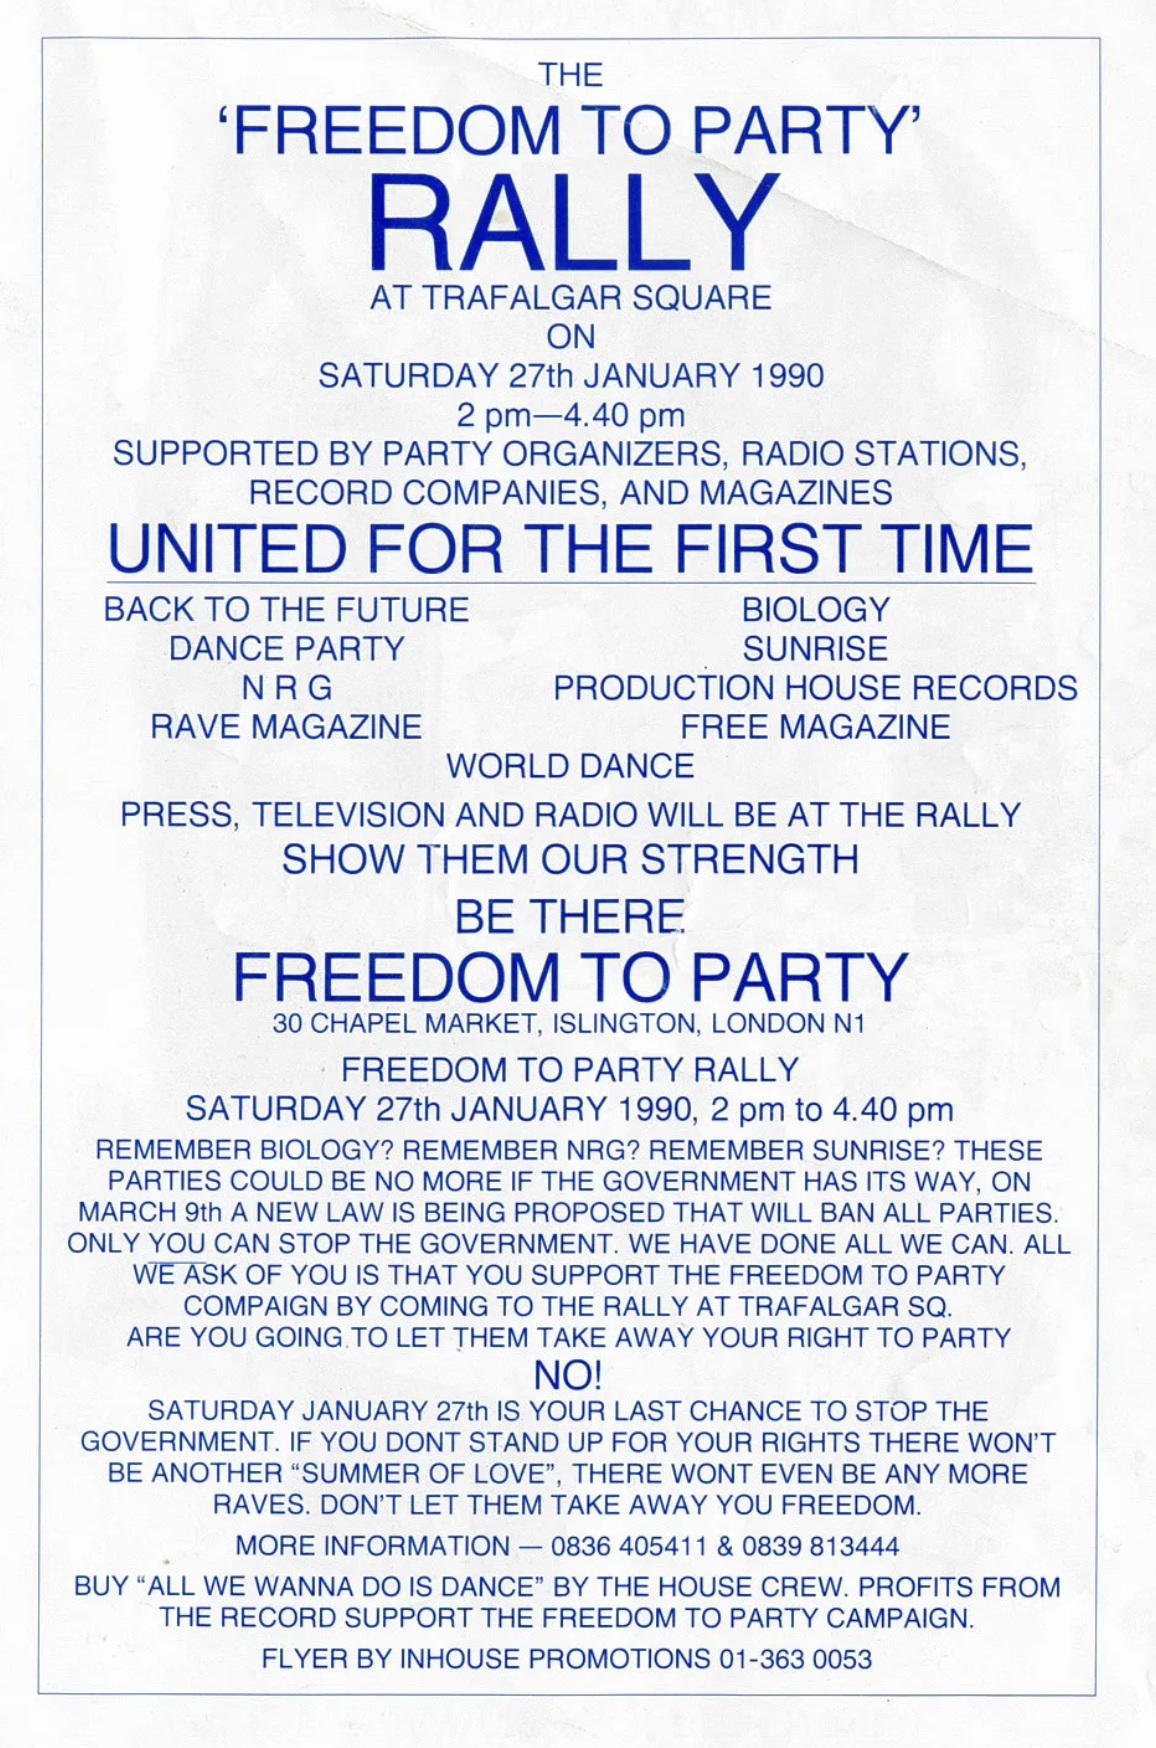 THE
‘FREEDOM TO PARTY’
RALLY
AT TRAFALGAR SQUARE
ON
SATURDAY 27th JANUARY 1990
2 pm—4.40 pm
SUPPORTED BY PARTY ORGANIZERS, RADIO STATIONS,
RECORD COMPANIES, AND MAGAZINES
UNITED FOR THE FIRST TIME
BACK TO THE FUTURE BIOLOGY
DANCE PARTY SUNRISE
N R G PRODUCTION HOUSE RECORDS
RAVE MAGAZINE FREE MAGAZINE
WORLD DANCE
PRESS, TELEVISION AND RADIO WILL BE AT THE RALLY
SHOW THEM OUR STRENGTH
BE THERE
FREEDOM TO PARTY
30 CHAPEL MARKET, ISLINGTON, LONDON N1
FREEDOM TO PARTY RALLY
SATURDAY 27th JANUARY 1990, 2 pm to 4.40 pm
REMEMBER BIOLOGY? REMEMBER NRG? REMEMBER SUNRISE? THESE
PARTIES COULD BE NO MORE IF THE GOVERNMENT HAS ITS WAY, ON
MARCH 9th A NEW LAW IS BEING PROPOSED THAT WILL BAN ALL PARTIES.
ONLY YOU CAN STOP THE GOVERNMENT. WE HAVE DONE ALL WE CAN. ALL
WE ASK OF YOU IS THAT YOU SUPPORT THE FREEDOM TO PARTY
COMPAIGN BY COMING TO THE RALLY AT TRAFALGAR SQ.
ARE YOU GOING TO LET THEM TAKE AWAY YOUR RIGHT TO PARTY
NO!
SATURDAY JANUARY 27th IS YOUR LAST CHANCE TO STOP THE
GOVERNMENT. IF YOU DONT STAND UP FOR YOUR RIGHTS THERE WON'T
BE ANOTHER “SUMMER OF LOVE”, THERE WONT EVEN BE ANY MORE
RAVES. DON'T LET THEM TAKE AWAY YOU FREEDOM.
MORE INFORMATION — 0836 405411 & 0839 813444
BUY “ALL WE WANNA DO IS DANCE” BY THE HOUSE CREW. PROFITS FROM
THE RECORD SUPPORT THE FREEDOM TO PARTY CAMPAIGN.
FLYER BY INHOUSE PROMOTIONS 01-363 0053